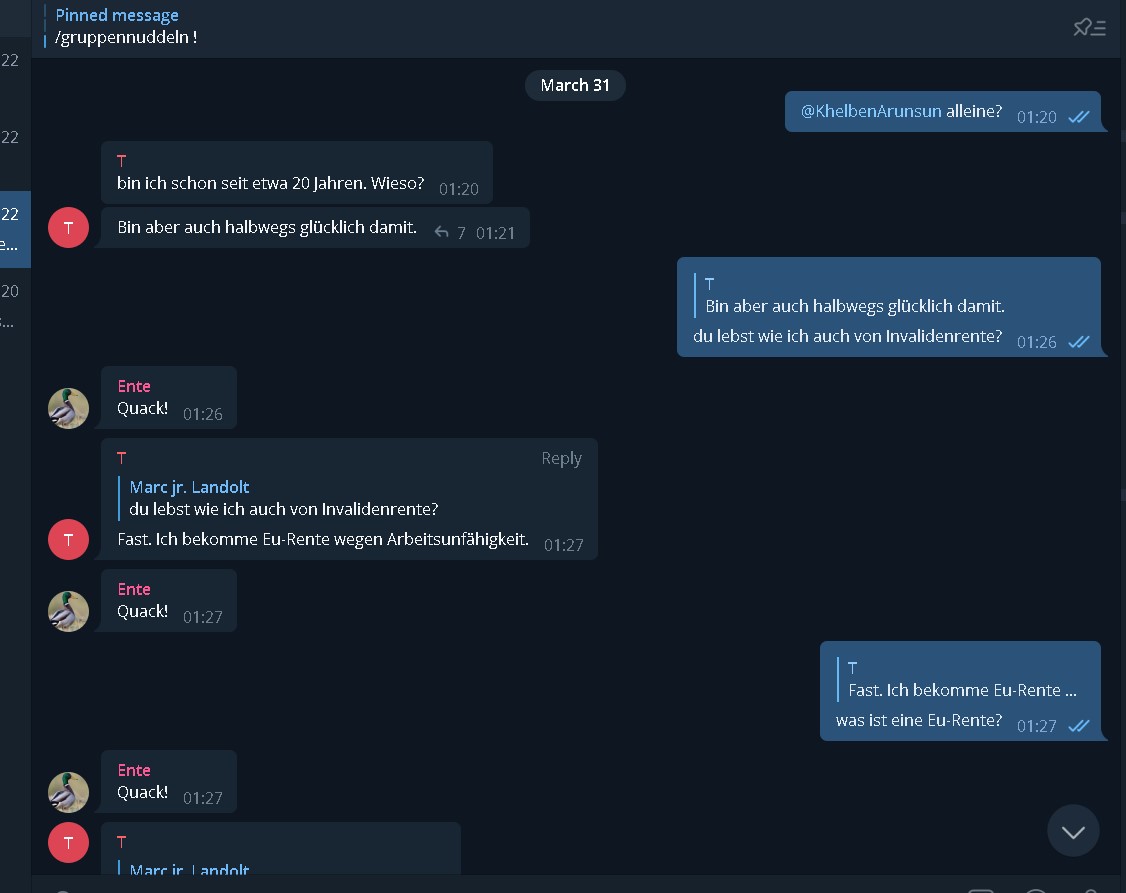 Pinned message
/gruppennuddeln !
22
22
22
e...
20
s...
March 31
@KhelbenArunsun alleine? 01:20
T
bin ich schon seit etwa 20 Jahren. Wieso? 01:20
T
Bin aber auch halbwegs glücklich damit. 7 01:21
T
Bin aber auch halbwegs glücklich damit.
du lebst wie ich auch von Invalidenrente? 01:26
Ente
Quack! 01:26
T Reply
Marc jr. Landolt
du lebst wie ich auch von Invalidenrente?
T
Fast. Ich bekomme Eu-Rente wegen Arbeitsunfähigkeit. 01:27
Ente
Quack! 01:27
T
Fast. Ich bekomme Eu-Rente ...
was ist eine Eu-Rente? 01:27
Ente
Quack! 01:27
T
T
Marc jr. Landolt